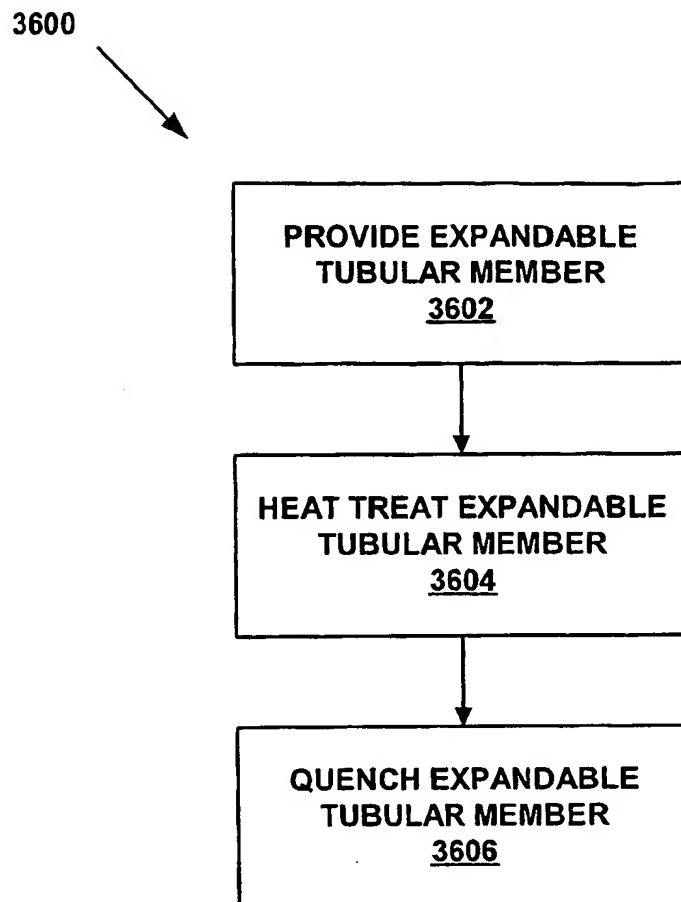 3600
PROVIDE EXPANDABLE
TUBULAR MEMBER
3602
HEAT TREAT EXPANDABLE
TUBULAR MEMBER
3604
QUENCH EXPANDABLE
TUBULAR MEMBER
3606